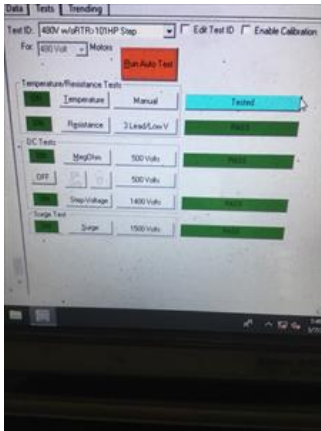 Data Tests Trending
Test ID: 480V w/oRTR>101HP Step Edit Test ID Enable Calibration
For: 480 Volt Motors
Run Auto Test
Temperature/Resistance Tests
ON Temperature Manual Tested
ON Resistance 3 Lead/Low V PASS
DC Tests
ON MegOhm 500 Volts PASS
OFF 500 Volts
ON Step Voltage 1400 Volts PASS
Surge Test
ON Surge 1500 Volts PASS